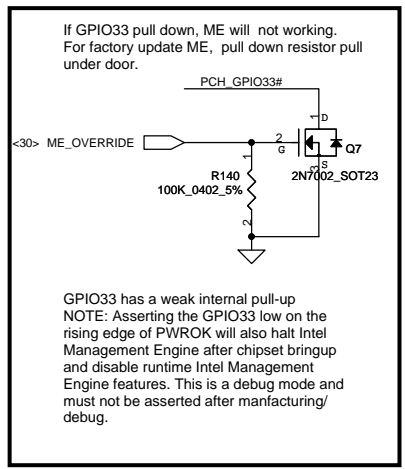 If GPIO33 pull down, ME will not working.
For factory update ME, pull down resistor pull
under door.
PCH_GPIO33#
1
D
<30> ME_OVERRIDE
2
G
Q7
1
R140
100K_0402_5%
3
S
2N7002_SOT23
2
GPIO33 has a weak internal pull-up
NOTE: Asserting the GPIO33 low on the
rising edge of PWROK will also halt Intel
Management Engine after chipset bringup
and disable runtime Intel Management
Engine features. This is a debug mode and
must not be asserted after manfacturing/
debug.